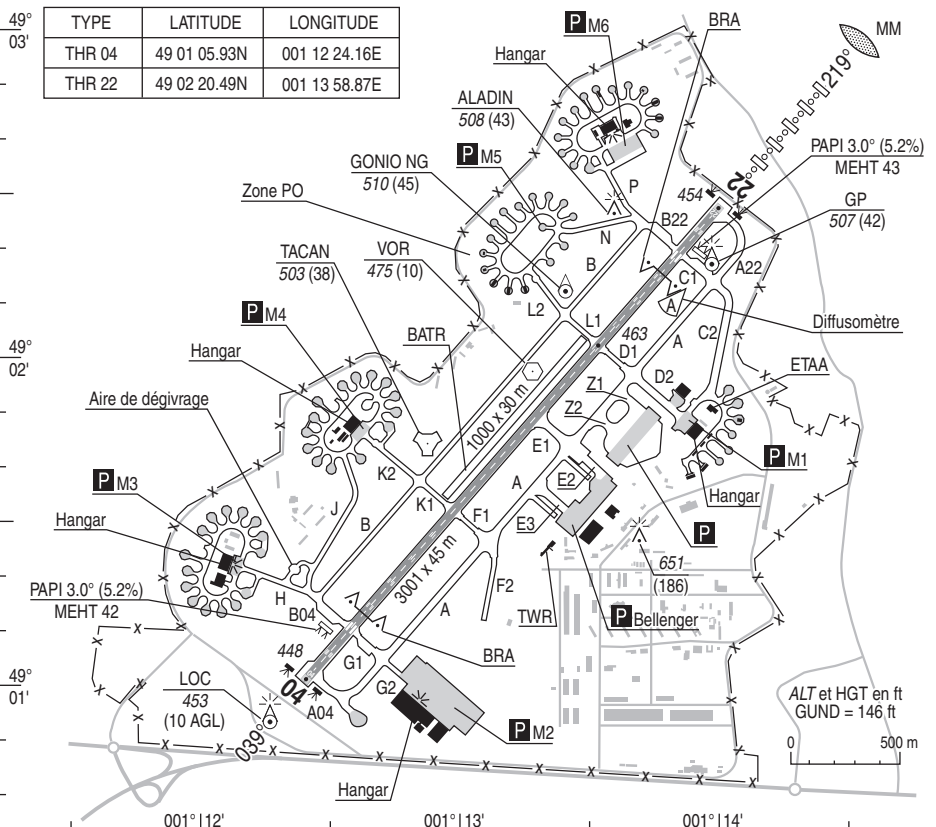 49°
03'
TYPE LATITUDE LONGITUDE
THR 04 49 01 05.93N 001 12 24.16E
THR 22 49 02 20.49N 001 13 58.87E
P M6
BRA
MM
219°
Hangar
ALADIN
508 (43)
PAPI 3.0° (5.2%)
MEHT 43
GONIO NG
510 (45)
P M5
P
22
454
GP
507 (42)
Zone PO
N
B22
TACAN
503 (38)
VOR
475 (10)
B
A22
C1
A
L2
L1
463
Diffusomètre
P M4
BATR
D1
A
C2
49°
02'
Hangar
Z1
D2
ETAA
Aire de dégivrage
Z2
1000 x 30 m
E1
P M1
K2
E2
P M3
A
Hangar
J
B
K1
F1
E3
P
Hangar
3001 x 45 m
651
(186)
PAPI 3.0° (5.2%)
MEHT 42
H
F2
TWR
B04
A
P Bellenger
448
BRA
49°
01'
LOC
453
(10 AGL)
G1
04
G2
A04
ALT et HGT en ft
GUND = 146 ft
039°
P M2
0 500 m
Hangar
001°12' 001°13' 001°14'